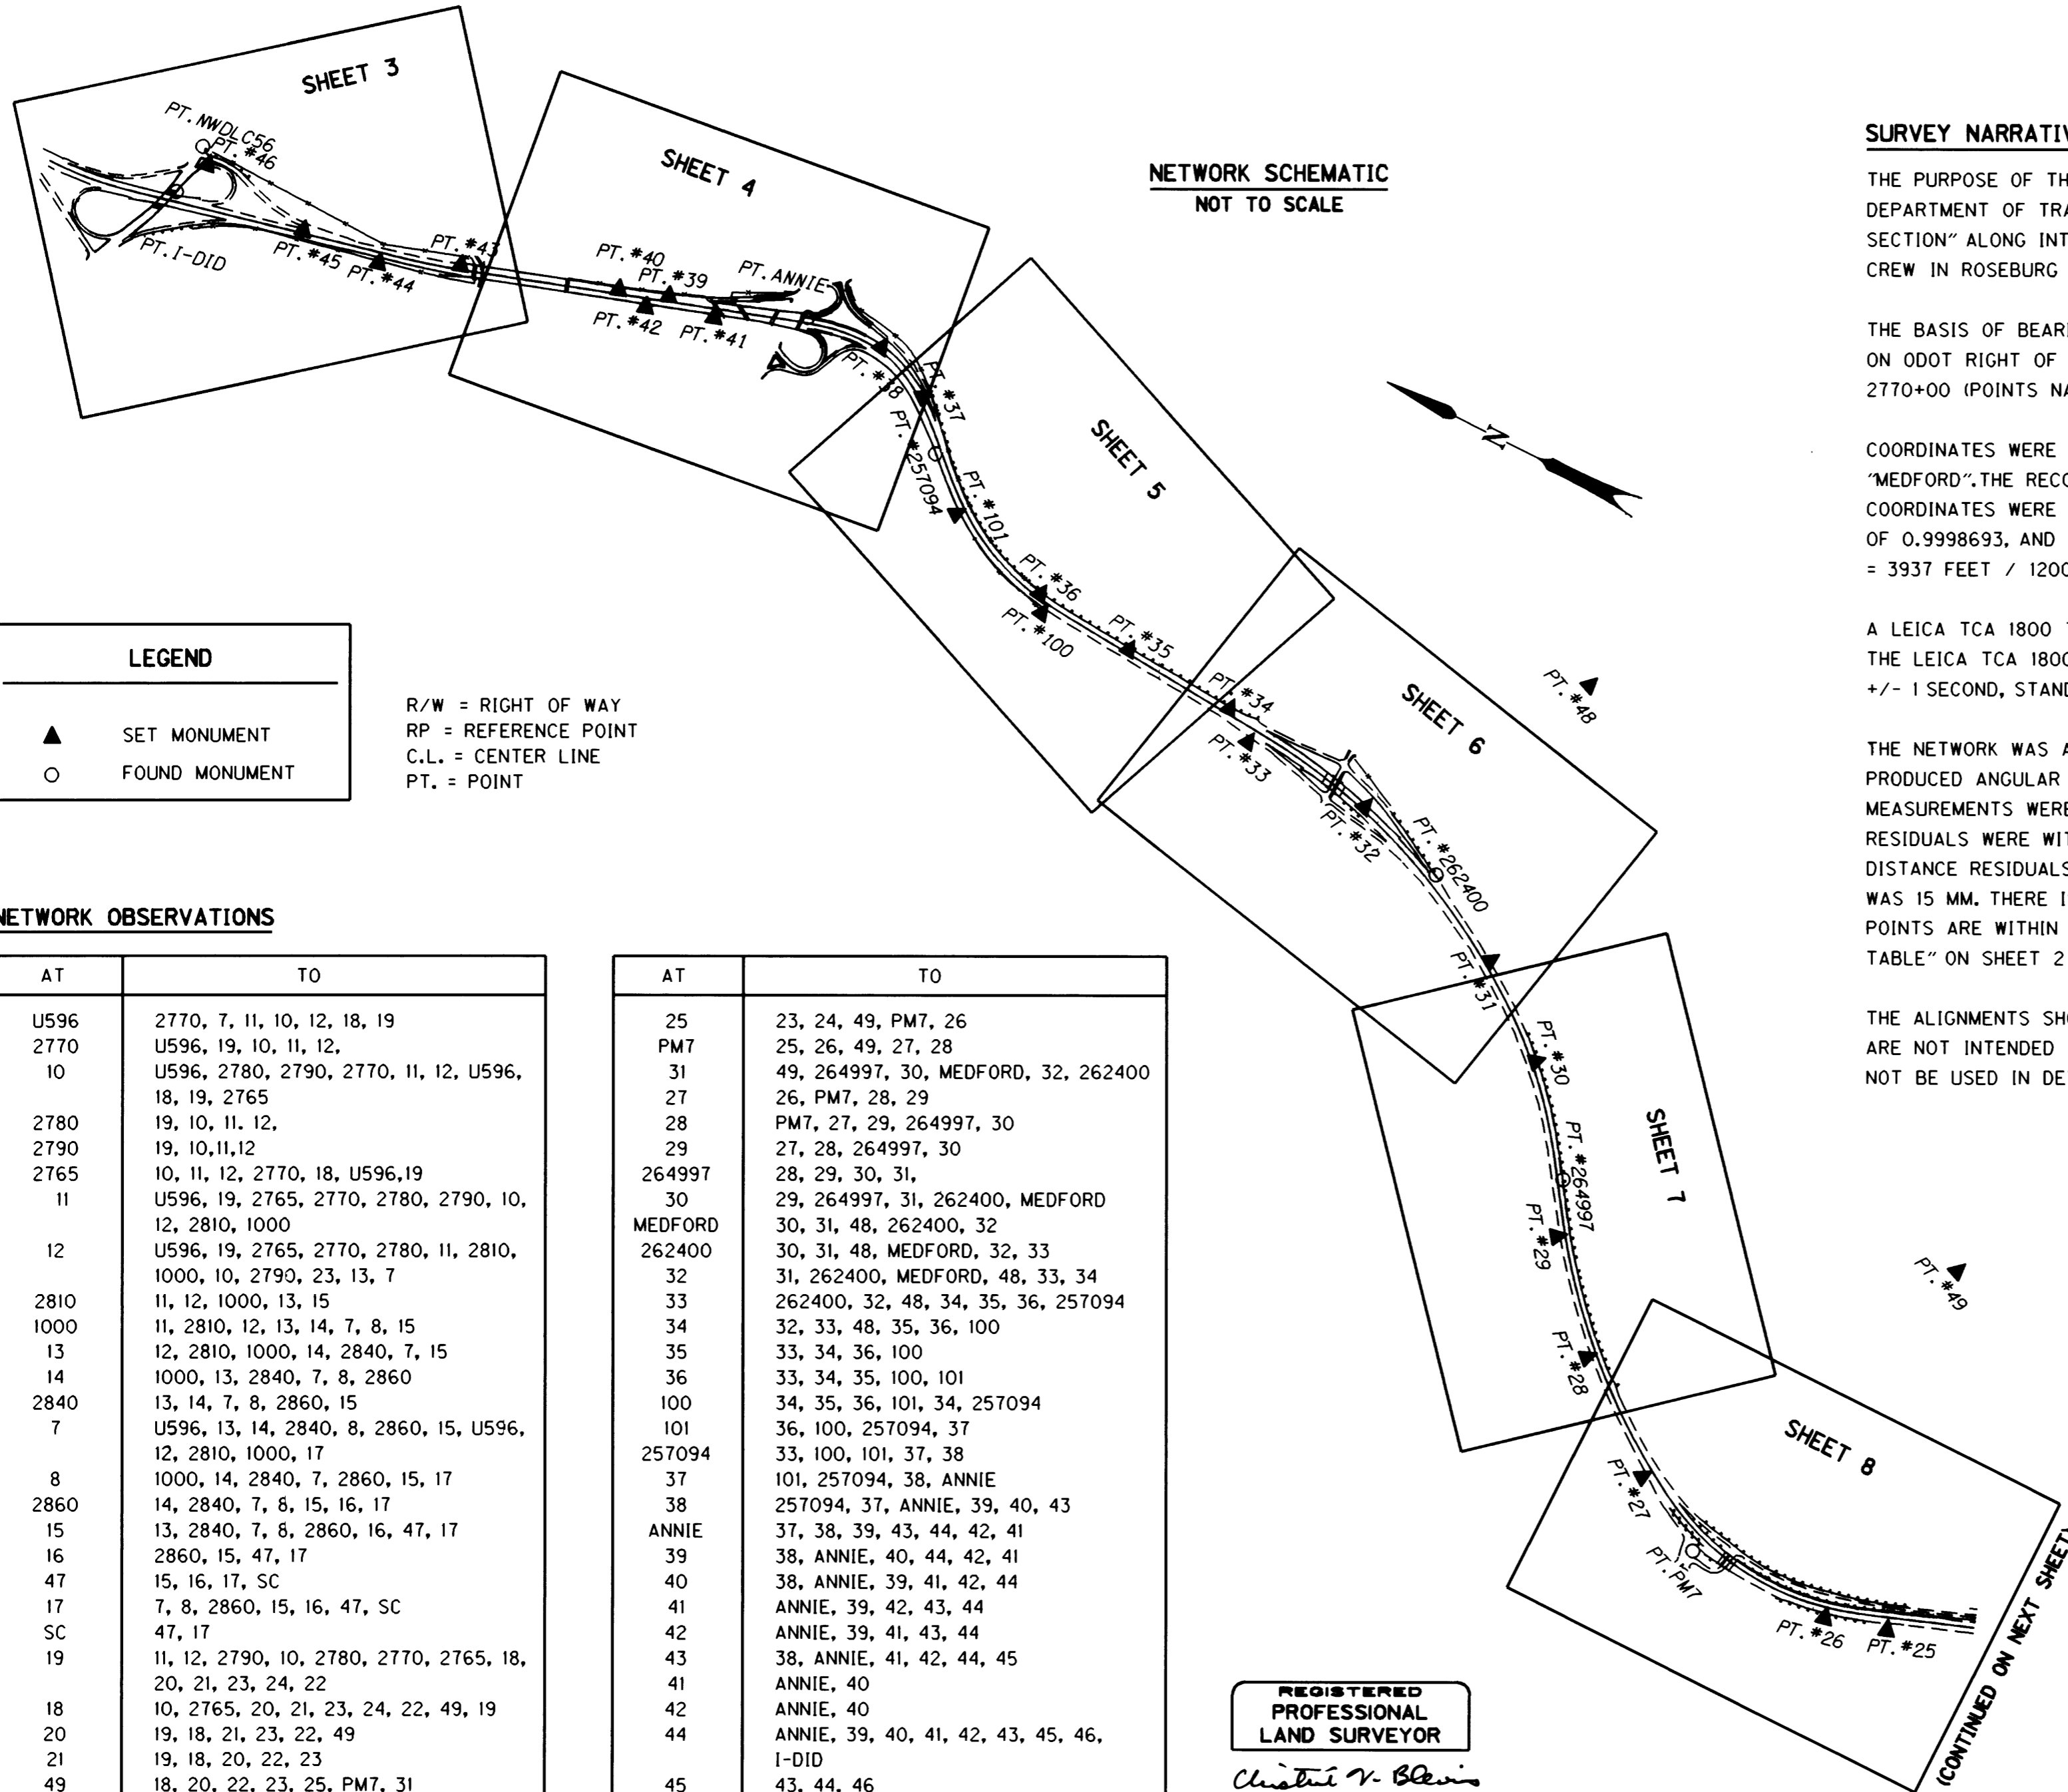 SHEET 3
PT. NWDLC56
PT. #46
PT. I-DID
PT. #45
PT. #44
PT. #43
SHEET 4
PT. #40
PT. #39
PT. ANNIE
PT. #42
PT. #41
PT. #38
PT. #37
PT. #257094
NETWORK SCHEMATIC
NOT TO SCALE
N
SHEET 5
PT. #101
PT. #36
PT. #100
PT. #35
PT. #34
PT. #33
SHEET 6
PT. #48
PT. #32
PT. #262400
PT. #31
PT. #30
SHEET 7
PT. #264997
PT. #29
PT. #28
PT. #49
SHEET 8
PT. #27
PT. PM7
PT. #26
PT. #25
(CONTINUED ON NEXT SHEET)
SURVEY NARRATIV
THE PURPOSE OF TH
DEPARTMENT OF TRA
SECTION" ALONG INT
CREW IN ROSEBURG
THE BASIS OF BEAR
ON ODOT RIGHT OF
2770+00 (POINTS NA
COORDINATES WERE
"MEDFORD". THE RECO
COORDINATES WERE
OF 0.9998693, AND
= 3937 FEET / 1200
A LEICA TCA 1800 T
THE LEICA TCA 1800
+/- 1 SECOND, STAND
THE NETWORK WAS A
PRODUCED ANGULAR
MEASUREMENTS WERE
RESIDUALS WERE WIT
DISTANCE RESIDUALS
WAS 15 MM. THERE I
POINTS ARE WITHIN
TABLE" ON SHEET 2
THE ALIGNMENTS SHO
ARE NOT INTENDED
NOT BE USED IN DE
LEGEND
SET MONUMENT
FOUND MONUMENT
R/W = RIGHT OF WAY
RP = REFERENCE POINT
C.L. = CENTER LINE
PT. = POINT
NETWORK OBSERVATIONS
AT TO
U596 2770, 7, 11, 10, 12, 18, 19
2770 U596, 19, 10, 11, 12,
10 U596, 2780, 2790, 2770, 11, 12, U596,
18, 19, 2765
2780 19, 10, 11. 12,
2790 19, 10,11,12
2765 10, 11, 12, 2770, 18, U596,19
11 U596, 19, 2765, 2770, 2780, 2790, 10,
12, 2810, 1000
12 U596, 19, 2765, 2770, 2780, 11, 2810,
1000, 10, 2790, 23, 13, 7
2810 11, 12, 1000, 13, 15
1000 11, 2810, 12, 13, 14, 7, 8, 15
13 12, 2810, 1000, 14, 2840, 7, 15
14 1000, 13, 2840, 7, 8, 2860
2840 13, 14, 7, 8, 2860, 15
7 U596, 13, 14, 2840, 8, 2860, 15, U596,
12, 2810, 1000, 17
8 1000, 14, 2840, 7, 2860, 15, 17
2860 14, 2840, 7, 8, 15, 16, 17
15 13, 2840, 7, 8, 2860, 16, 47, 17
16 2860, 15, 47, 17
47 15, 16, 17, SC
17 7, 8, 2860, 15, 16, 47, SC
SC 47, 17
19 11, 12, 2790, 10, 2780, 2770, 2765, 18,
20, 21, 23, 24, 22
18 10, 2765, 20, 21, 23, 24, 22, 49, 19
20 19, 18, 21, 23, 22, 49
21 19, 18, 20, 22, 23
49 18, 20, 22, 23, 25, PM7, 31
AT TO
25 23, 24, 49, PM7, 26
PM7 25, 26, 49, 27, 28
31 49, 264997, 30, MEDFORD, 32, 262400
27 26, PM7, 28, 29
28 PM7, 27, 29, 264997, 30
29 27, 28, 264997, 30
264997 28, 29, 30, 31,
30 29, 264997, 31, 262400, MEDFORD
MEDFORD 30, 31, 48, 262400, 32
262400 30, 31, 48, MEDFORD, 32, 33
32 31, 262400, MEDFORD, 48, 33, 34
33 262400, 32, 48, 34, 35, 36, 257094
34 32, 33, 48, 35, 36, 100
35 33, 34, 36, 100
36 33, 34, 35, 100, 101
100 34, 35, 36, 101, 34, 257094
101 36, 100, 257094, 37
257094 33, 100, 101, 37, 38
37 101, 257094, 38, ANNIE
38 257094, 37, ANNIE, 39, 40, 43
ANNIE 37, 38, 39, 43, 44, 42, 41
39 38, ANNIE, 40, 44, 42, 41
40 38, ANNIE, 39, 41, 42, 44
41 ANNIE, 39, 42, 43, 44
42 ANNIE, 39, 41, 43, 44
43 38, ANNIE, 41, 42, 44, 45
41 ANNIE, 40
42 ANNIE, 40
44 ANNIE, 39, 40, 41, 42, 43, 45, 46,
I-DID
45 43, 44, 46
REGISTERED
PROFESSIONAL
LAND SURVEYOR